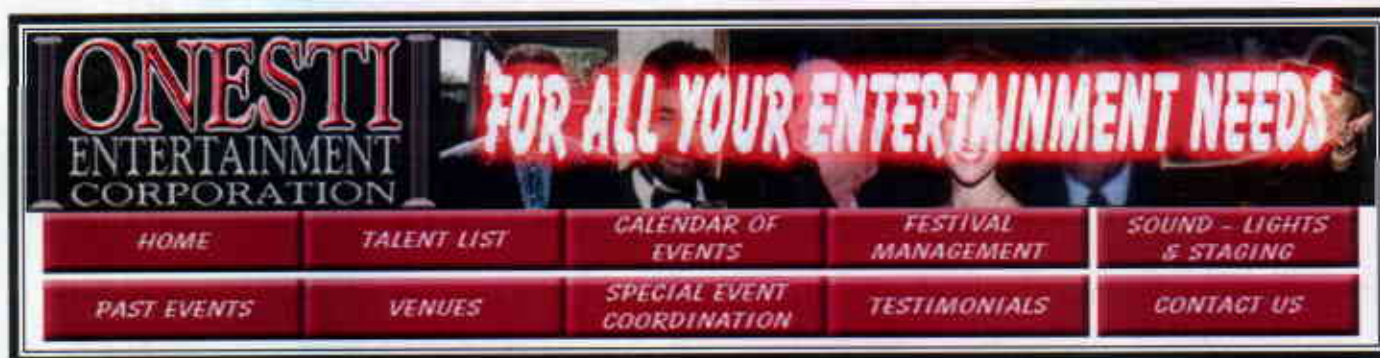 ONESTI
ENTERTAINMENT
CORPORATION
FOR ALL YOUR ENTERTAINMENT NEEDS
HOME
TALENT LIST
CALENDAR OF
EVENTS
FESTIVAL
MANAGEMENT
SOUND - LIGHTS
& STAGING
PAST EVENTS
VENUES
SPECIAL EVENT
COORDINATION
TESTIMONIALS
CONTACT US